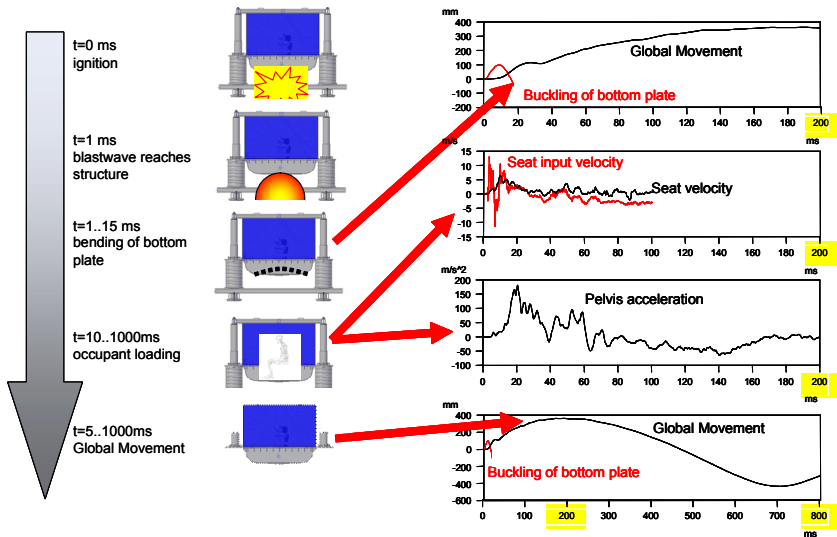 t=0 ms
ignition
t=1 ms
blastwave reaches
structure
t=1..15 ms
bending of bottom
plate
t=10..1000ms
occupant loading
t=5..1000ms
Global Movement
mm
400
300
200
100
0
-100
-200
Global Movement
Buckling of bottom plate
0 20 40 60 80 100 120 140 160 180 200
ms
m/s
15
10
5
0
-5
-10
-15
Seat input velocity
Seat velocity
0 20 40 60 80 100 120 140 160 180 200
ms
m/s^2
200
150
100
50
0
-50
-100
Pelvis acceleration
0 20 40 60 80 100 120 140 160 180 200
ms
mm
400
200
0
-200
-400
-600
Global Movement
Buckling of bottom plate
0 100 200 300 400 500 600 700 800
ms